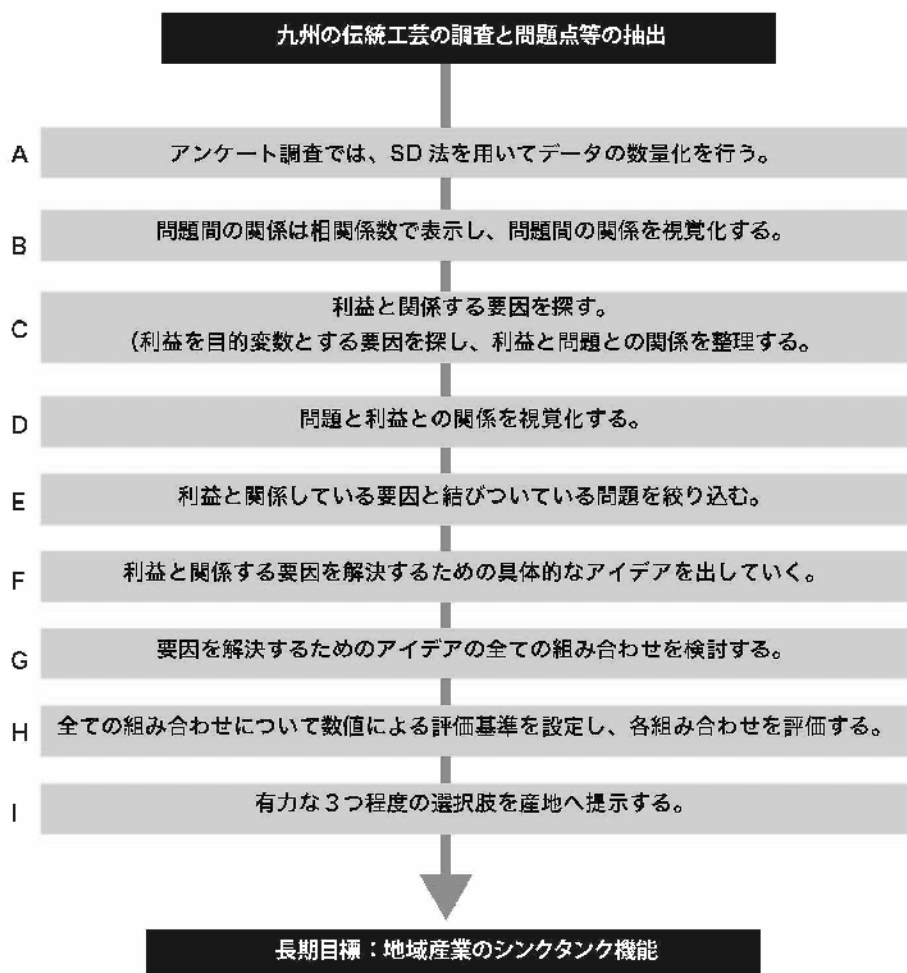 九州の伝統工芸の調査と問題点等の抽出
A アンケート調査では、SD 法を用いてデータの数量化を行う。
B 問題間の関係は相関係数で表示し、問題間の関係を視覚化する。
C 利益と関係する要因を探す。
(利益を目的変数とする要因を探し、利益と問題との関係を整理する。
D 問題と利益との関係を視覚化する。
E 利益と関係している要因と結びついている問題を絞り込む。
F 利益と関係する要因を解決するための具体的なアイデアを出していく。
G 要因を解決するためのアイデアの全ての組み合わせを検討する。
H 全ての組み合わせについて数値による評価基準を設定し、各組み合わせを評価する。
I 有力な3つ程度の選択肢を産地へ提示する。
長期目標:地域産業のシンクタンク機能